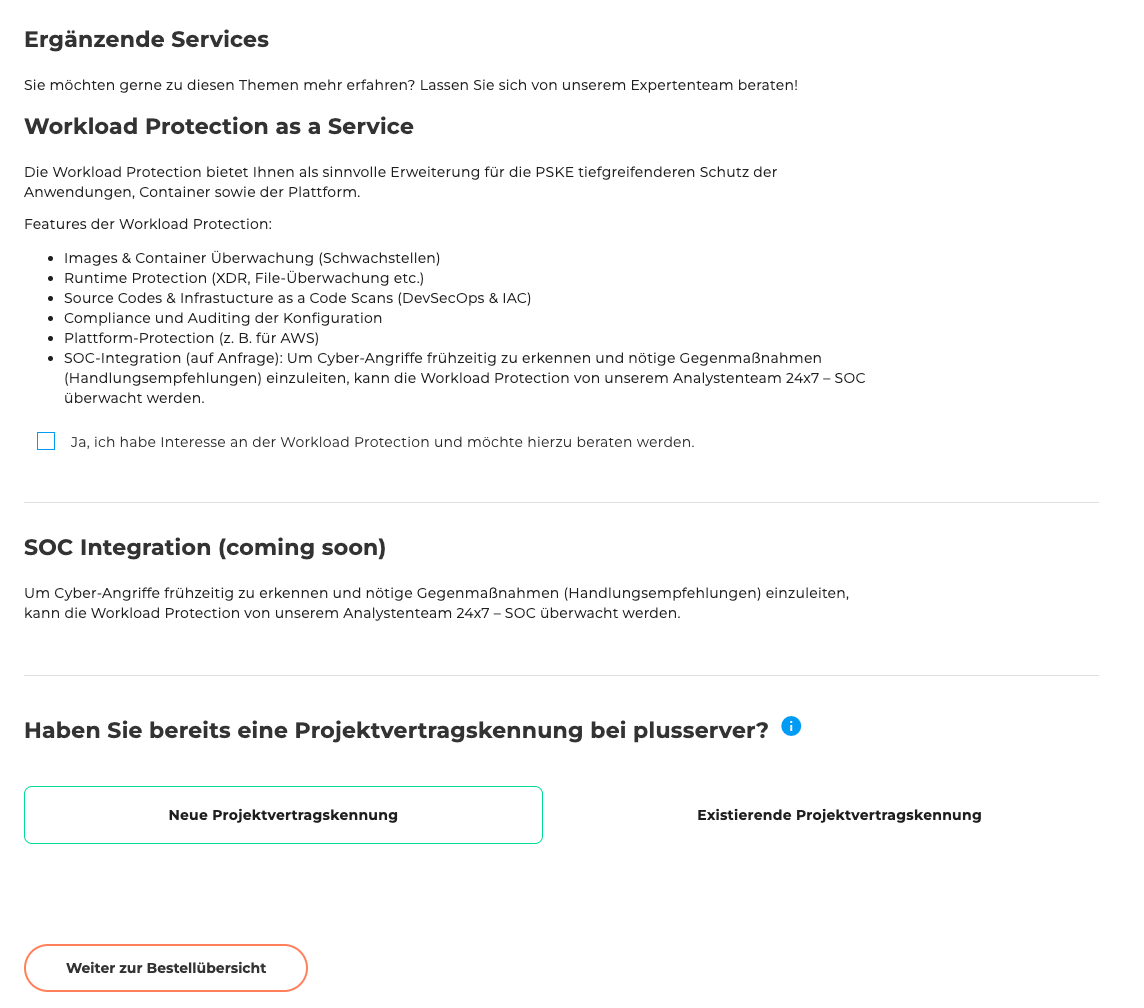 Ergänzende Services
Sie möchten gerne zu diesen Themen mehr erfahren? Lassen Sie sich von unserem Expertenteam beraten!
Workload Protection as a Service
Die Workload Protection bietet Ihnen als sinnvolle Erweiterung für die PSKE tiefgreifenderen Schutz der
Anwendungen, Container sowie der Plattform.
Features der Workload Protection:
• Images & Container Überwachung (Schwachstellen)
• Runtime Protection (XDR, File-Überwachung etc.)
• Source Codes & Infrastucture as a Code Scans (DevSecOps & IAC)
• Compliance und Auditing der Konfiguration
• Plattform-Protection (z. B. für AWS)
• SOC-Integration (auf Anfrage): Um Cyber-Angriffe frühzeitig zu erkennen und nötige Gegenmaßnahmen
(Handlungsempfehlungen) einzuleiten, kann die Workload Protection von unserem Analystenteam 24x7 – SOC
überwacht werden.
Ja, ich habe Interesse an der Workload Protection und möchte hierzu beraten werden.
SOC Integration (coming soon)
Um Cyber-Angriffe frühzeitig zu erkennen und nötige Gegenmaßnahmen (Handlungsempfehlungen) einzuleiten,
kann die Workload Protection von unserem Analystenteam 24x7 – SOC überwacht werden.
Haben Sie bereits eine Projektvertragskennung bei plusserver? i
Neue Projektvertragskennung
Existierende Projektvertragskennung
Weiter zur Bestellübersicht